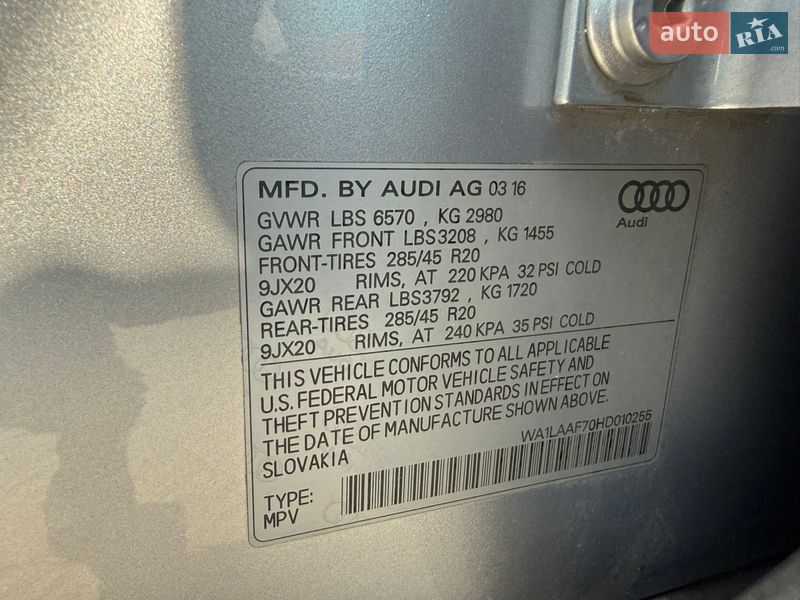 auto RIA .com
MFD. BY AUDI AG 03 16
Audi
GVWR LBS 6570 , KG 2980
GAWR FRONT LBS3208 , KG 1455
FRONT-TIRES 285/45 R20
9JX20 RIMS, AT 220 KPA 32 PSI COLD
GAWR REAR LBS3792 , KG 1720
REAR-TIRES 285/45 R20
9JX20 RIMS, AT 240 KPA 35 PSI COLD
THIS VEHICLE CONFORMS TO ALL APPLICABLE
U.S. FEDERAL MOTOR VEHICLE SAFETY AND
THEFT PREVENTION STANDARDS IN EFFECT ON
THE DATE OF MANUFACTURE SHOWN ABOVE.
SLOVAKIA
WA1LAAF70HD010255
TYPE:
MPV